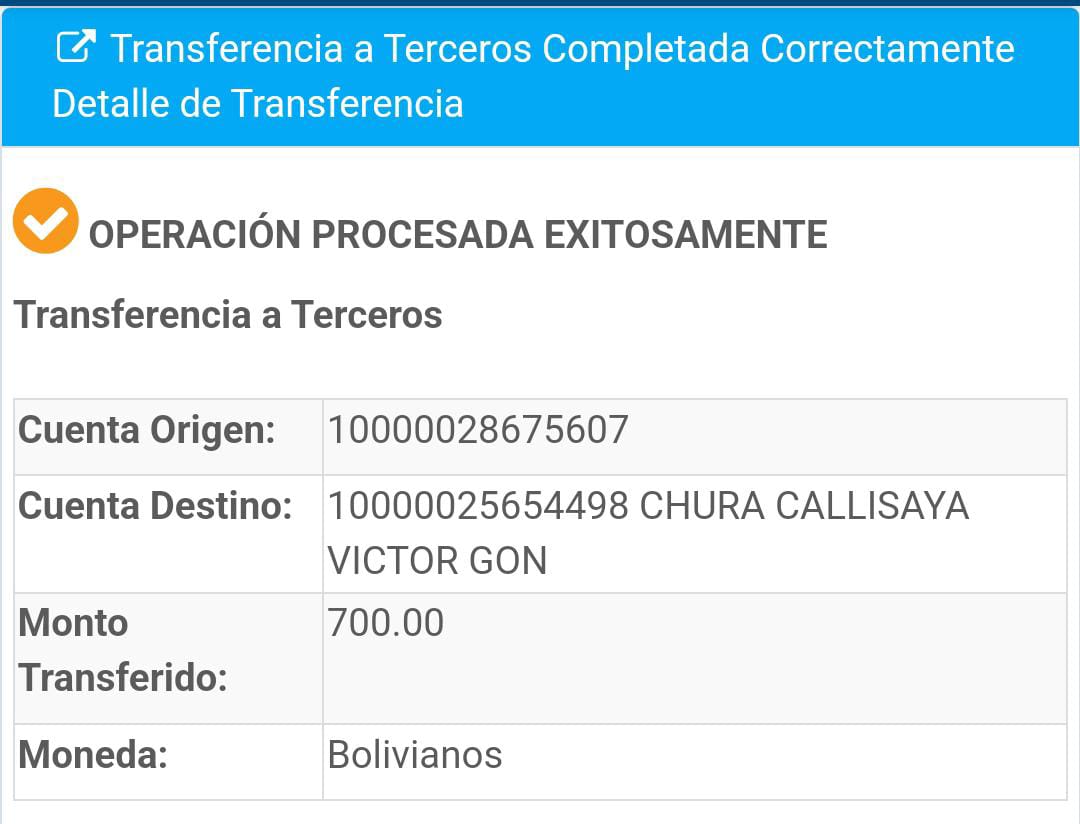 Transferencia a Terceros Completada Correctamente
Detalle de Transferencia
OPERACIÓN PROCESADA EXITOSAMENTE
Transferencia a Terceros
Cuenta Origen: 10000028675607
Cuenta Destino: 10000025654498 CHURA CALLISAYA
VICTOR GON
Monto 700.00
Transferido:
Moneda: Bolivianos